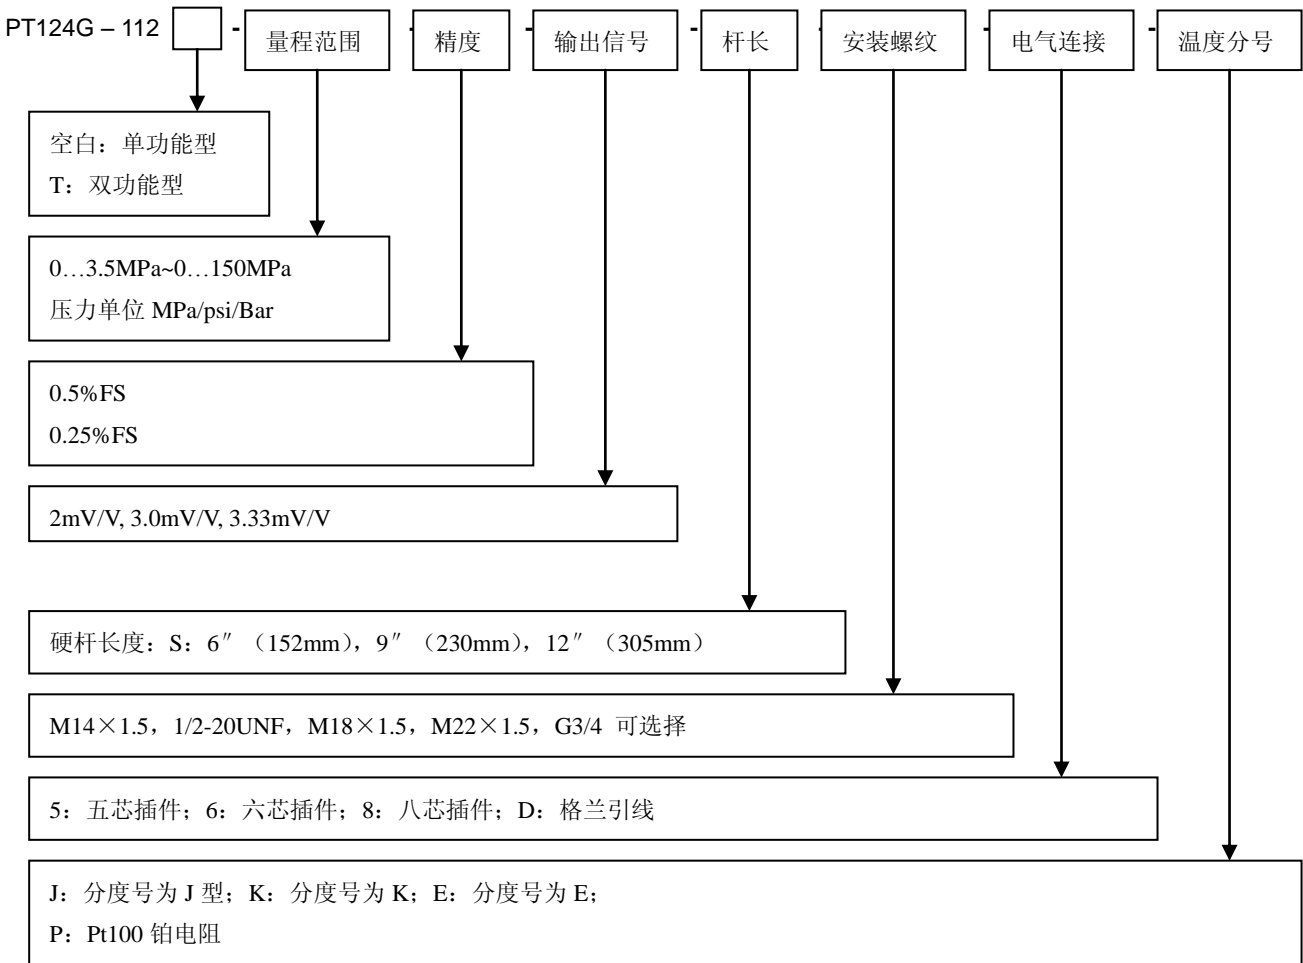 PT124G – 112 - 量程范围 - 精度 - 输出信号 - 杆长 - 安装螺纹 - 电气连接 - 温度分号
空白：单功能型
T：双功能型
0…3.5MPa~0…150MPa
压力单位 MPa/psi/Bar
0.5%FS
0.25%FS
2mV/V, 3.0mV/V, 3.33mV/V
硬杆长度：S：6″（152mm），9″（230mm），12″（305mm）
M14×1.5，1/2-20UNF，M18×1.5，M22×1.5，G3/4 可选择
5：五芯插件；6：六芯插件；8：八芯插件；D：格兰引线
J：分度号为 J 型；K：分度号为 K；E：分度号为 E；
P：Pt100 铂电阻